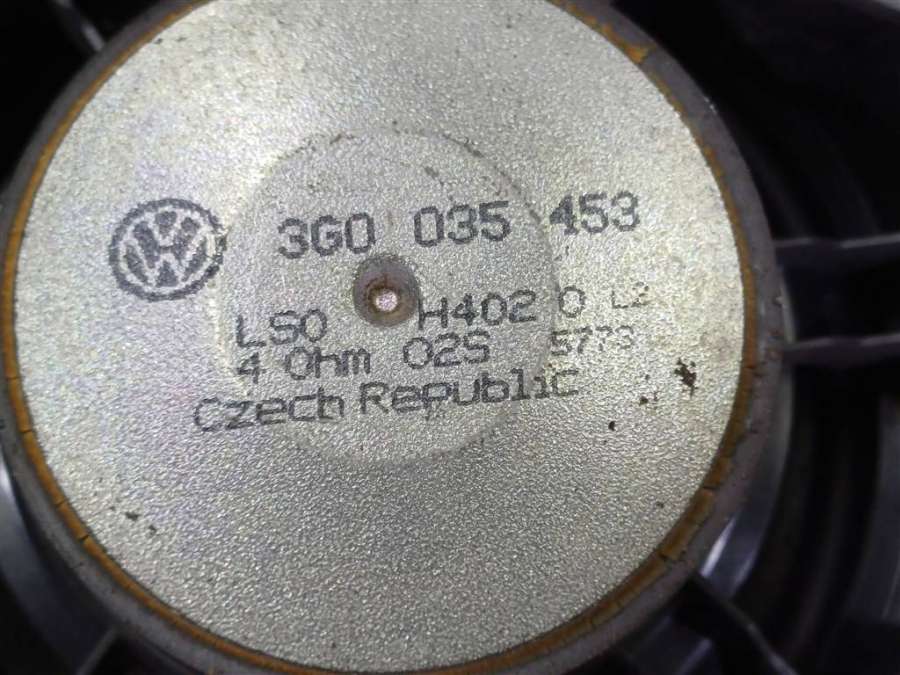 3G0 035 453
LS0 H402 0 L2
4 Ohm 02S 5773
Czech Republic